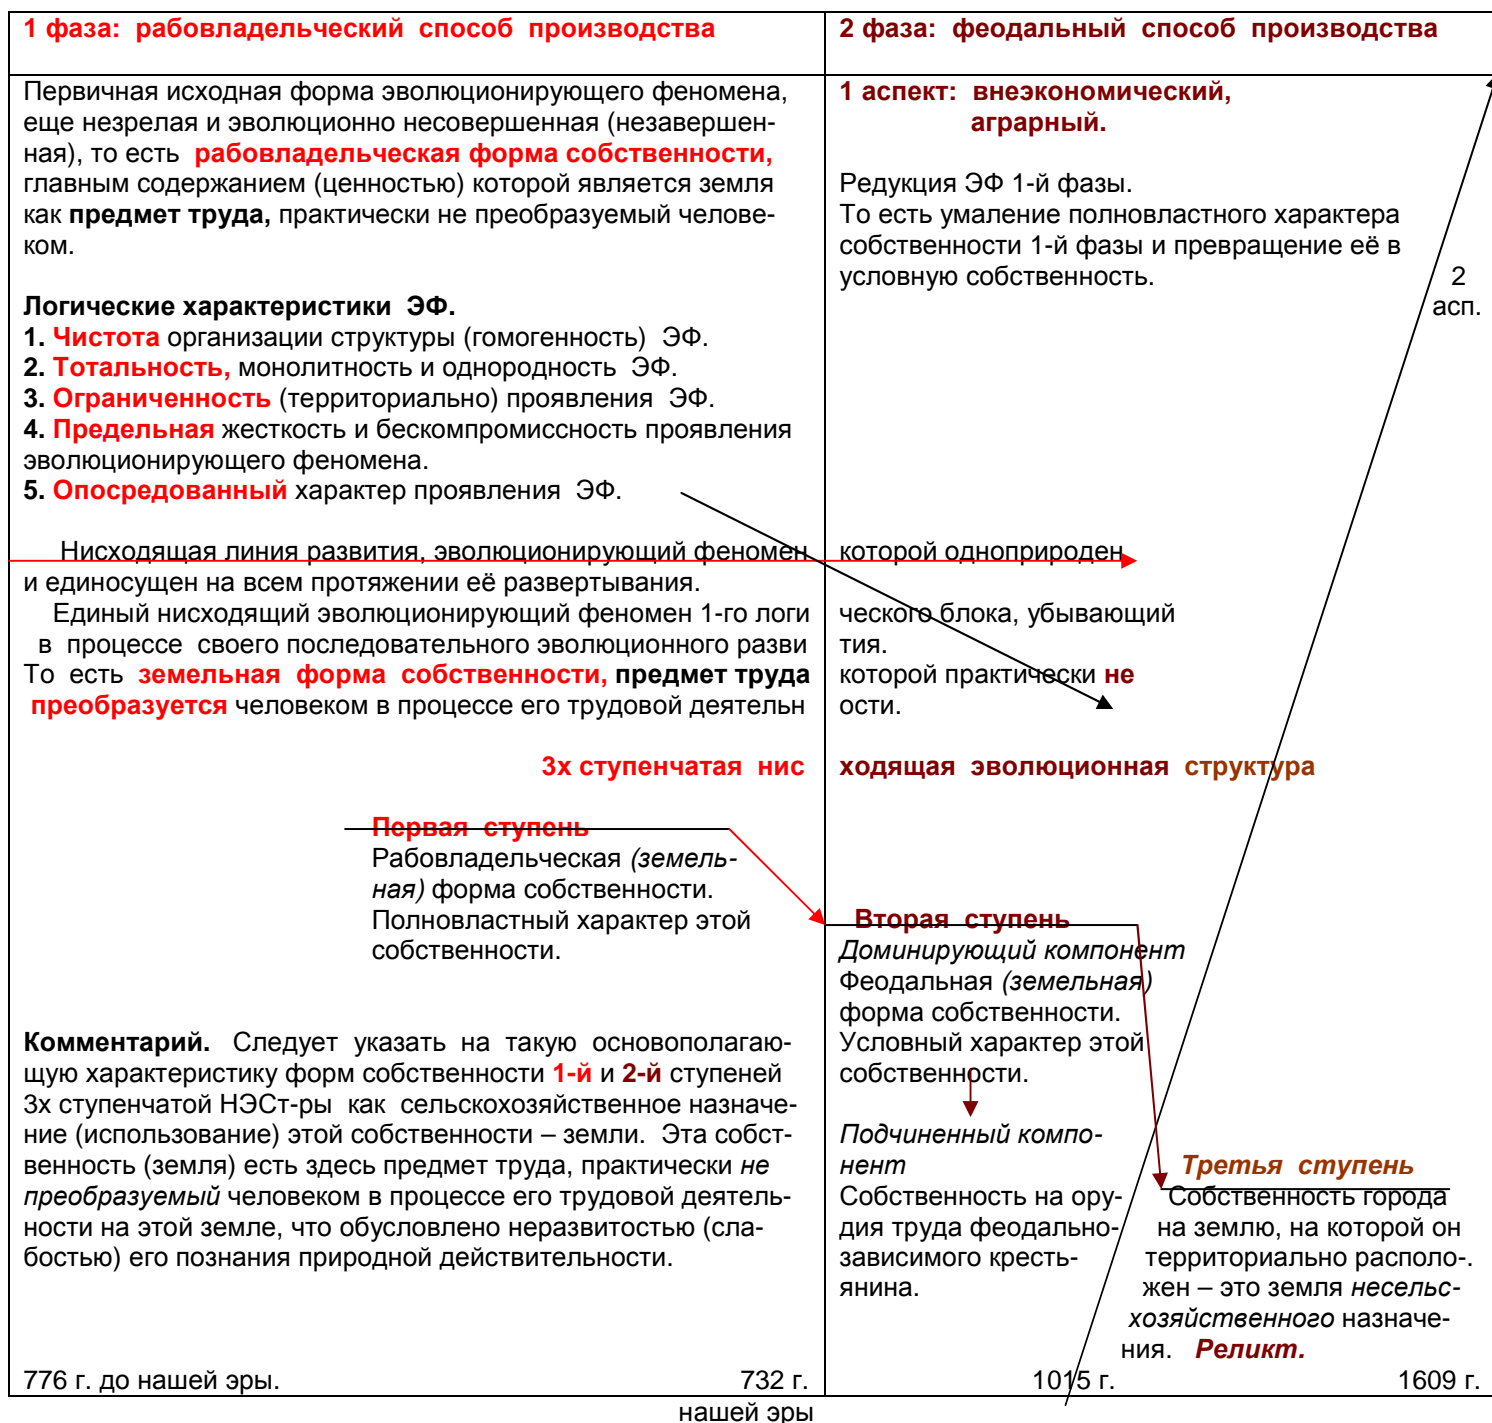 1 фаза: рабовладельческий способ производства
2 фаза: феодальный способ производства
Первичная исходная форма эволюционирующего феномена,
еще незрелая и эволюционно несовершенная (незавершен-
ная), то есть рабовладельческая форма собственности,
главным содержанием (ценностью) которой является земля
как предмет труда, практически не преобразуемый челове-
ком.
Логические характеристики ЭФ.
1. Чистота организации структуры (гомогенность) ЭФ.
2. Тотальность, монолитность и однородность ЭФ.
3. Ограниченность (территориально) проявления ЭФ.
4. Предельная жесткость и бескомпромиссность проявления
эволюционирующего феномена.
5. Опосредованный характер проявления ЭФ.
1 аспект: внеэкономический,
аграрный.
Редукция ЭФ 1-й фазы.
То есть умаление полновластного характера
собственности 1-й фазы и превращение её в
условную собственность.
2
асп.
Нисходящая линия развития, эволюционирующий феномен которой одноприроден
и единосущен на всем протяжении её развертывания.
Единый нисходящий эволюционирующий феномен 1-го логи ческого блока, убывающий
в процессе своего последовательного эволюционного разви тия.
То есть земельная форма собственности, предмет труда которой практически не
преобразуется человеком в процессе его трудовой деятельн ости.
3х ступенчатая нис ходящая эволюционная структура
Первая ступень
Рабовладельческая (земель-
ная) форма собственности.
Полновластный характер этой
собственности.
Комментарий. Следует указать на такую основополагаю-
щую характеристику форм собственности 1-й и 2-й ступеней
3х ступенчатой НЭСт-ры как сельскохозяйственное назначе-
ние (использование) этой собственности – земли. Эта собст-
венность (земля) есть здесь предмет труда, практически не
преобразуемый человеком в процессе его трудовой деятель-
ности на этой земле, что обусловлено неразвитостью (сла-
бостью) его познания природной действительности.
Вторая ступень
Доминирующий компонент
Феодальная (земельная)
форма собственности.
Условный характер этой
собственности.
Подчиненный компо-
нент
Собственность на ору-
дия труда феодально-
зависимого кресть-
янина.
Третья ступень
Собственность города
на землю, на которой он
территориально располо-.
жен – это земля несельс-
хозяйственного назначе-
ния. Реликт.
776 г. до нашей эры.
732 г.
нашей эры
1015 г.
1609 г.